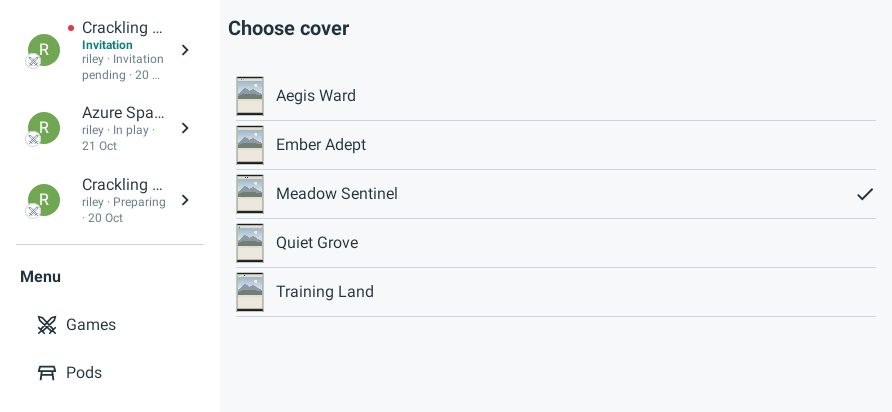 Crackling ...
Invitation
riley · Invitation
pending · 20 ...
R
Azure Spa...
riley · In play ·
21 Oct
R
Crackling ...
riley · Preparing
· 20 Oct
R
Menu
Games
Pods
Choose cover
Aegis Ward
Ember Adept
Meadow Sentinel
Quiet Grove
Training Land